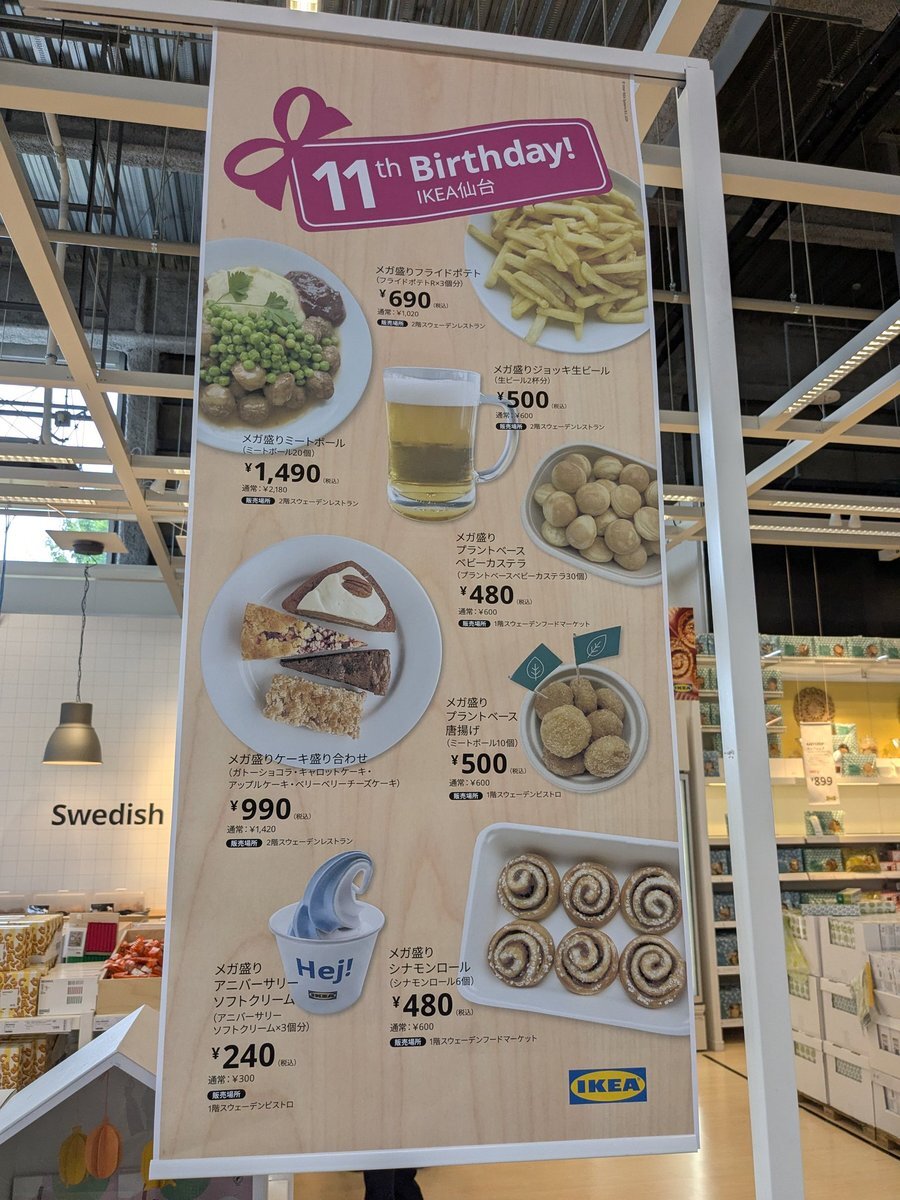 11th Birthday!
IKEA仙台
メガ盛りフライドポテト
(フライドポテトR×3個分)
¥690(税込)
通常：¥1,020
販売場所 2階スウェーデンレストラン
メガ盛りジョッキ生ビール
(生ビール2杯分)
¥500(税込)
通常：¥600
販売場所 2階スウェーデンレストラン
メガ盛りミートボール
(ミートボール20個)
¥1,490(税込)
通常：¥2,180
販売場所 2階スウェーデンレストラン
メガ盛り
プラントベース
ベビーカステラ
(プラントベースベビーカステラ30個)
¥480(税込)
通常：¥600
販売場所 1階スウェーデンフードマーケット
メガ盛り
プラントベース
唐揚げ
(ミートボール10個)
¥500(税込)
通常：¥600
販売場所 1階スウェーデンビストロ
メガ盛りケーキ盛り合わせ
(ガトーショコラ・キャロットケーキ・
アップルケーキ・ベリーベリーチーズケーキ)
¥990(税込)
通常：¥1,420
販売場所 2階スウェーデンレストラン
Hej!
IKEA
メガ盛り
アニバーサリー
ソフトクリーム
(アニバーサリー
ソフトクリーム×3個分)
¥240(税込)
通常：¥300
販売場所
1階スウェーデンビストロ
メガ盛り
シナモンロール
(シナモンロール6個)
¥480(税込)
通常：¥600
販売場所 1階スウェーデンフードマーケット
IKEA
Swedish
¥899